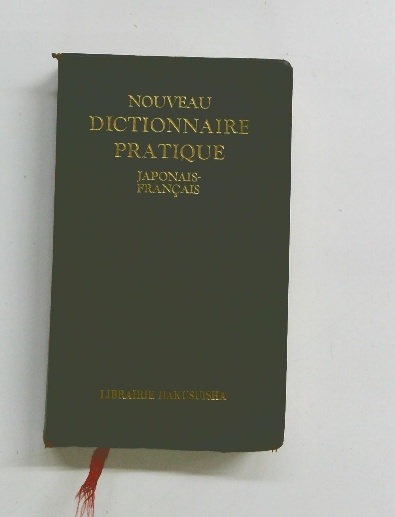 NOUVEAU
DICTIONNAIRE
PRATIQUE
JAPONAIS-
FRANÇAIS
LIBRAIRIE HAKUSUISHA